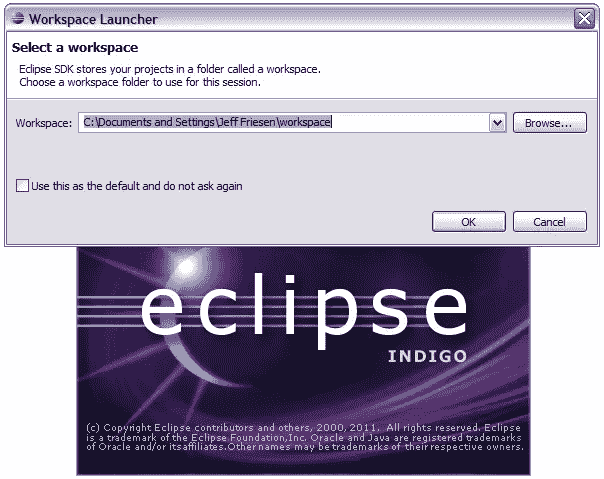 Workspace Launcher
Select a workspace
Eclipse SDK stores your projects in a folder called a workspace.
Choose a workspace folder to use for this session.
Workspace: C:\Documents and Settings\Jeff Friesen\workspace Browse...
Use this as the default and do not ask again
OK Cancel
eclipse
INDIGO
(c) Copyright Eclipse contributors and others, 2000, 2011. All rights reserved. Eclipse
is a trademark of the Eclipse Foundation,Inc. Oracle and Java are registered trademarks
of Oracle and/or itsaffiliates.Other names may be trademarks of their respective owners.